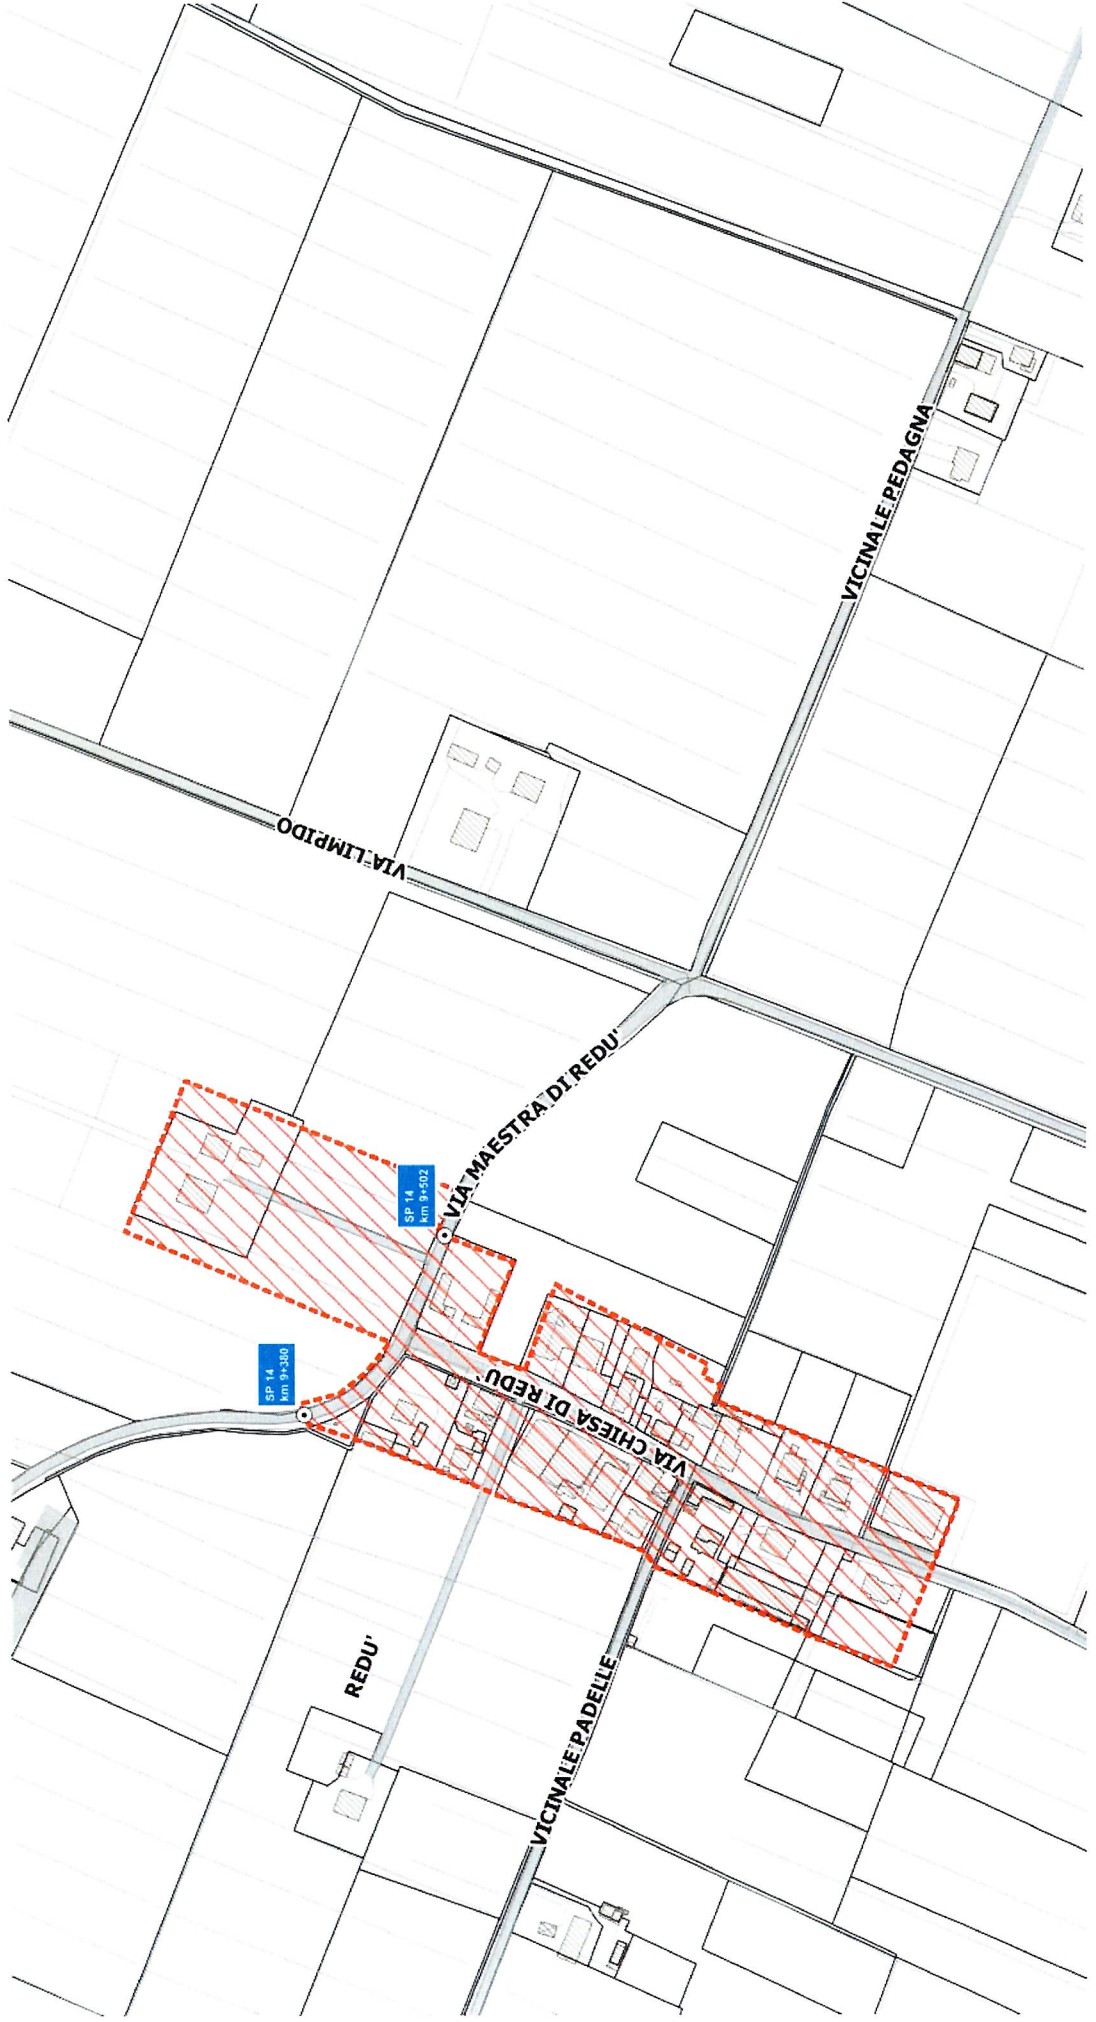 VICINALE PEDAGNA
VIA LIMPIDO
VIA MAESTRA DI REDU'
SP 14
km 9+502
SP 14
km 9+380
VIA CHIESA DI REDU'
REDU'
VICINALE PADELLE